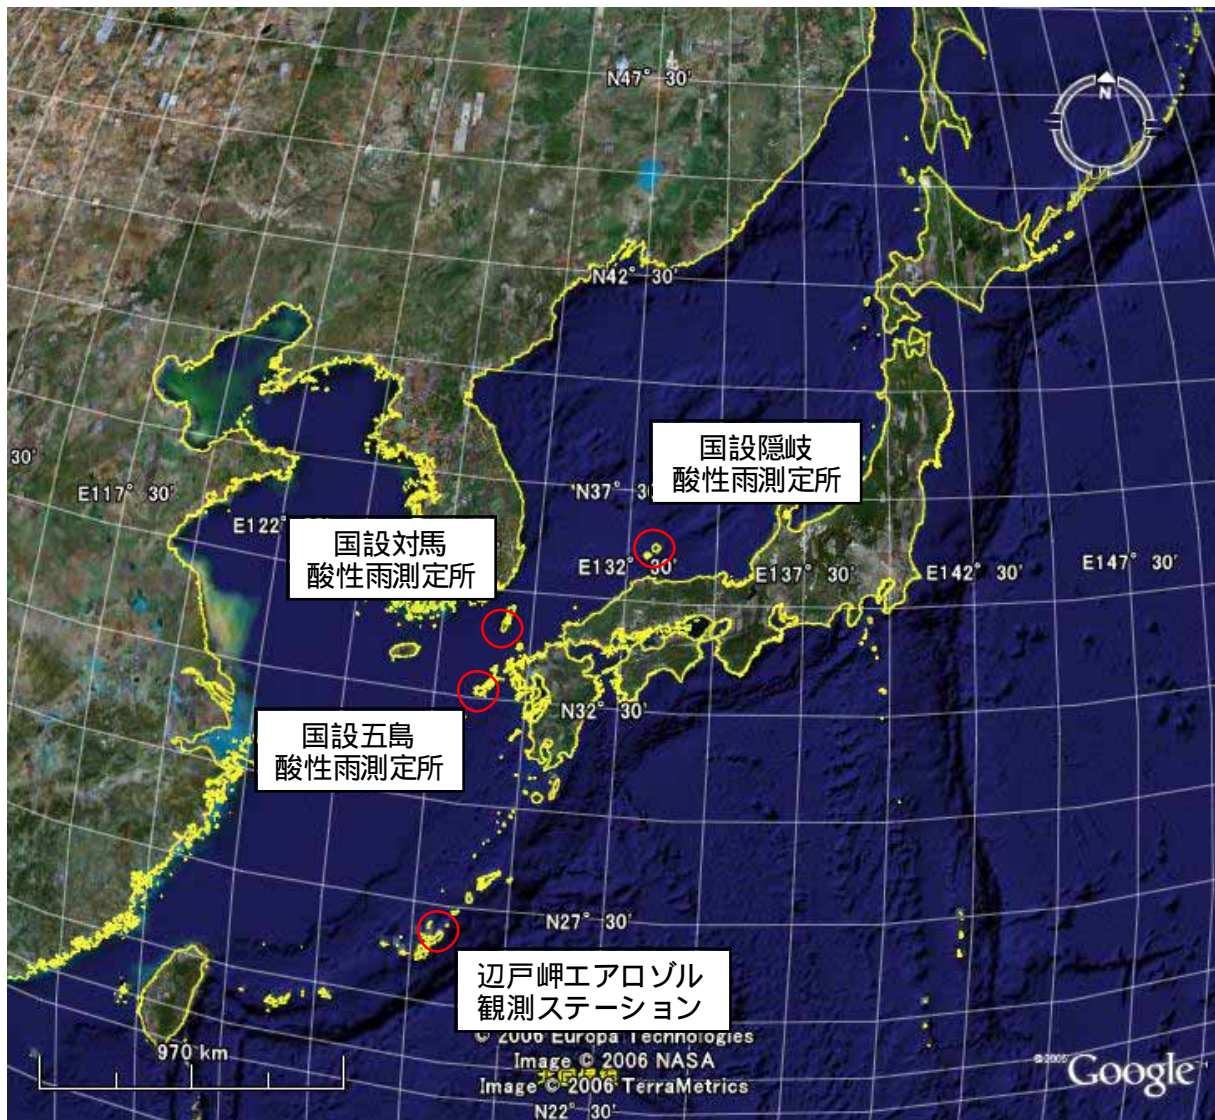 N47° 30'
N
N42° 30'
国設隠岐
酸性雨測定所
30'
E117° 30'
N37° 30'
E122°
国設対馬
酸性雨測定所
E132° 30'
E137° 30'
E142° 30'
E147° 30'
国設五島
酸性雨測定所
N32° 30'
N27° 30'
辺戸岬エアロゾル
観測ステーション
© 2006 Europa Technologies
970 km
Image © 2006 NASA
© 2005 Google
Image © 2006 TerraMetrics
N22° 30'